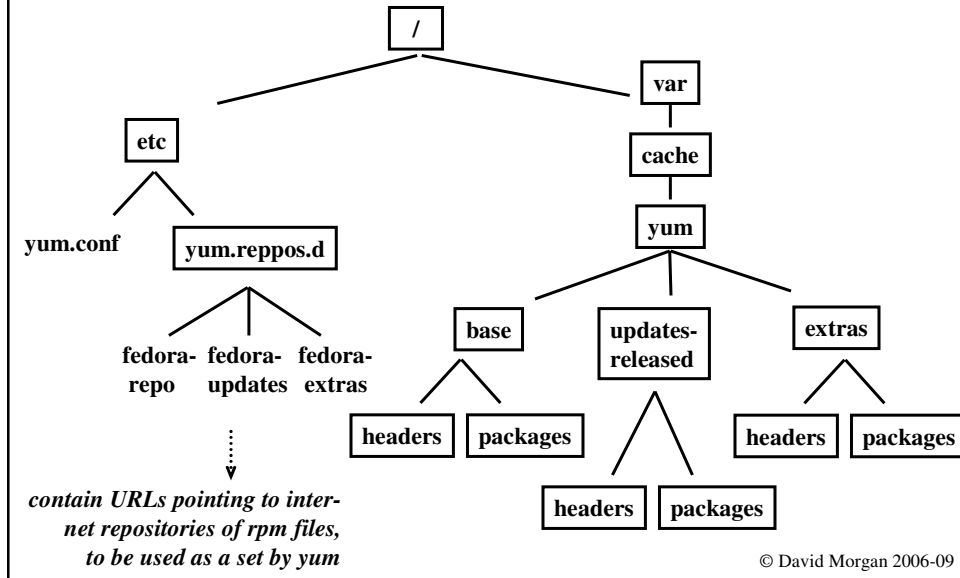 /
var
etc
cache
yum.conf
yum.reppos.d
yum
fedora-
repo
fedora-
updates
fedora-
extras
base
updates-
released
extras
headers
packages
headers
packages
headers
packages
contain URLs pointing to inter-
net repositories of rpm files,
to be used as a set by yum
© David Morgan 2006-09